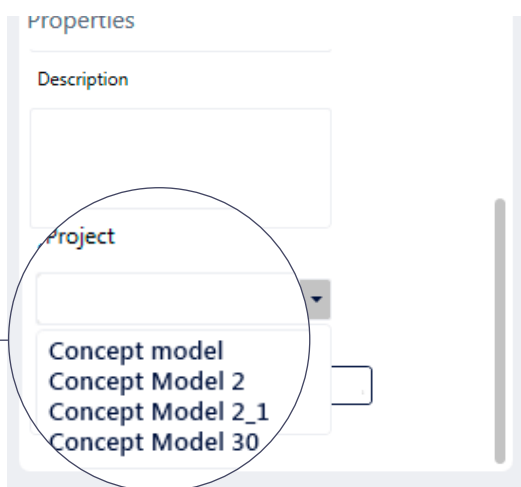 Properties
Description
Project
Concept model
Concept Model 2
Concept Model 2_1
Concept Model 30